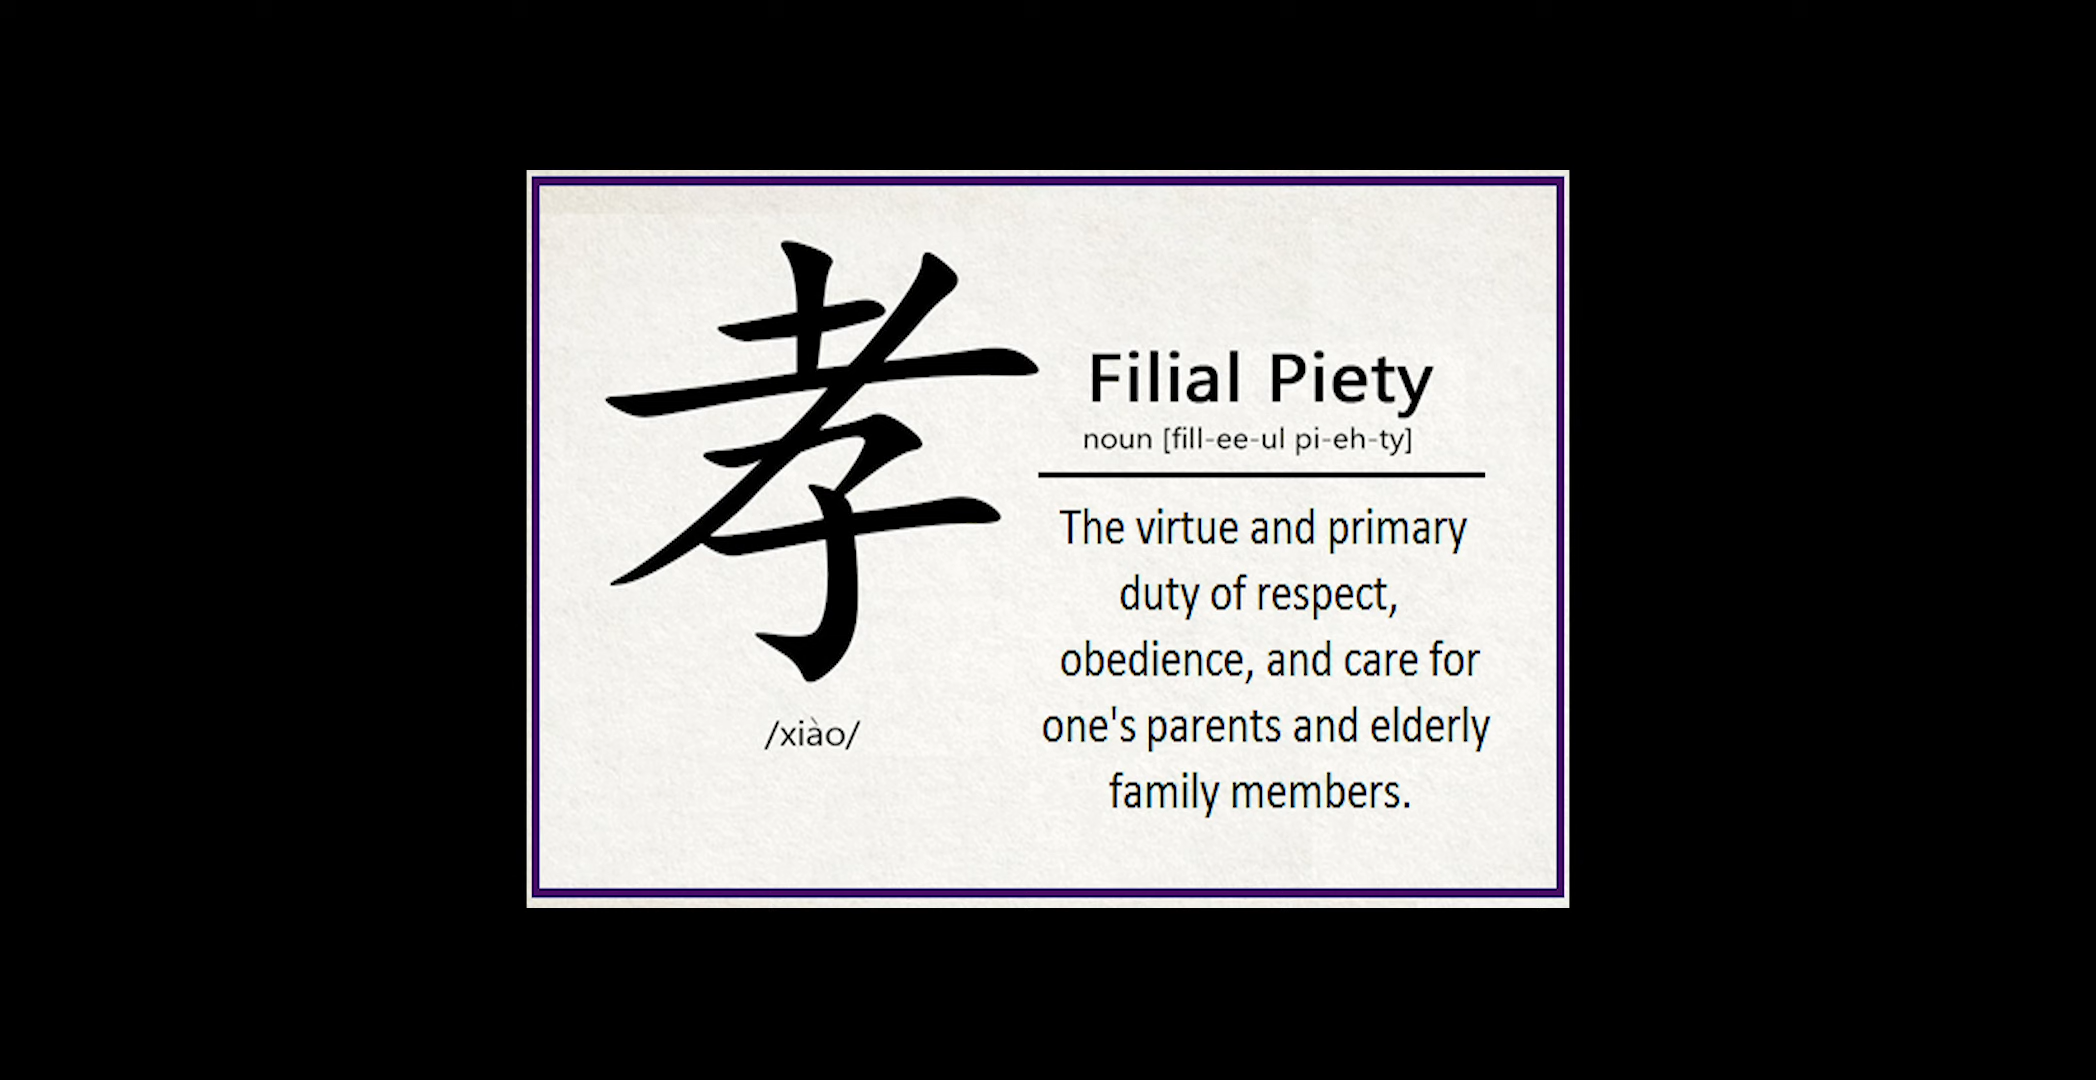 孝
/xiào/
Filial Piety
noun [fill-ee-ul pi-eh-ty]
The virtue and primary
duty of respect,
obedience, and care for
one's parents and elderly
family members.